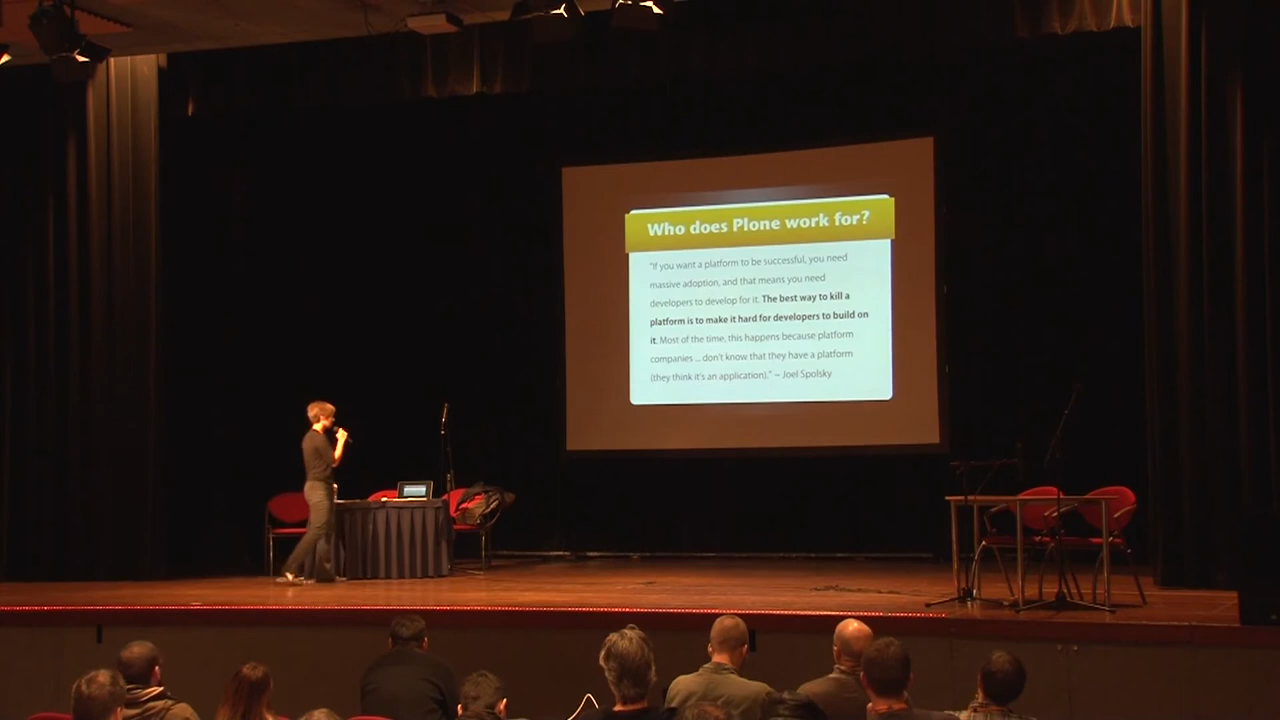 Who does Plone work for?
"If you want a platform to be successful, you need
massive adoption, and that means you need
developers to develop for it. The best way to kill a
platform is to make it hard for developers to build on
it. Most of the time, this happens because platform
companies ... don't know that they have a platform
(they think it's an application)." ~ Joel Spolsky